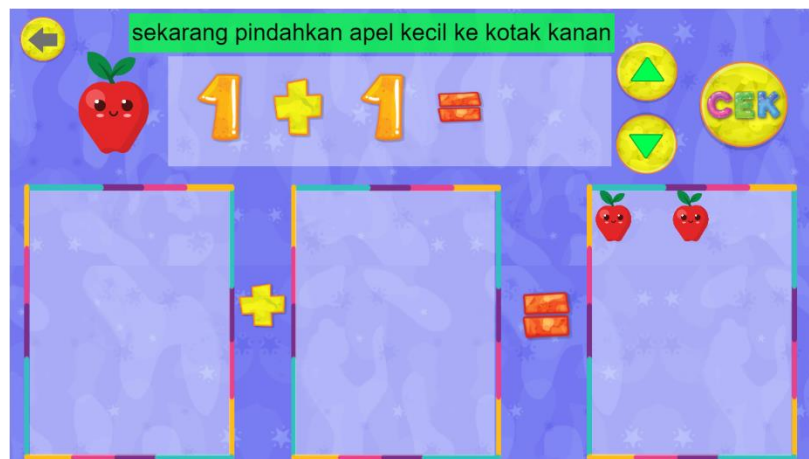 sekarang pindahkan apel kecil ke kotak kanan
1 + 1 =
CEK
+ =